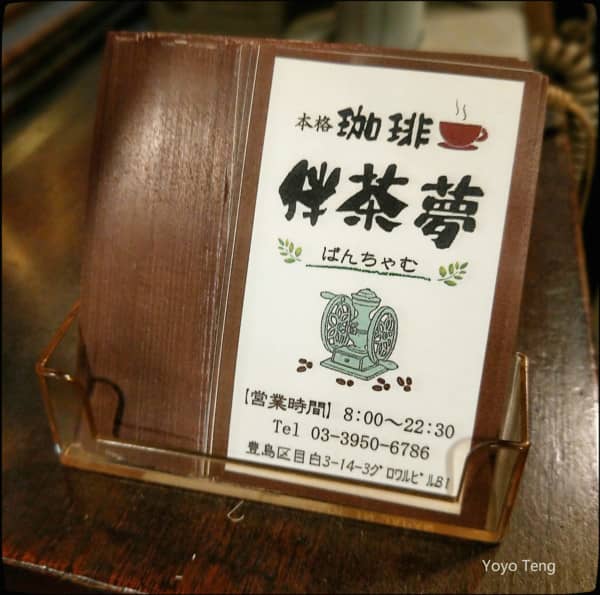 本格 珈琲
伴茶夢
ばんちゃむ
【営業時間】 8:00～22:30
Tel 03-3950-6786
豊島区目白3-14-3グロワルビルB1
Yoyo Teng